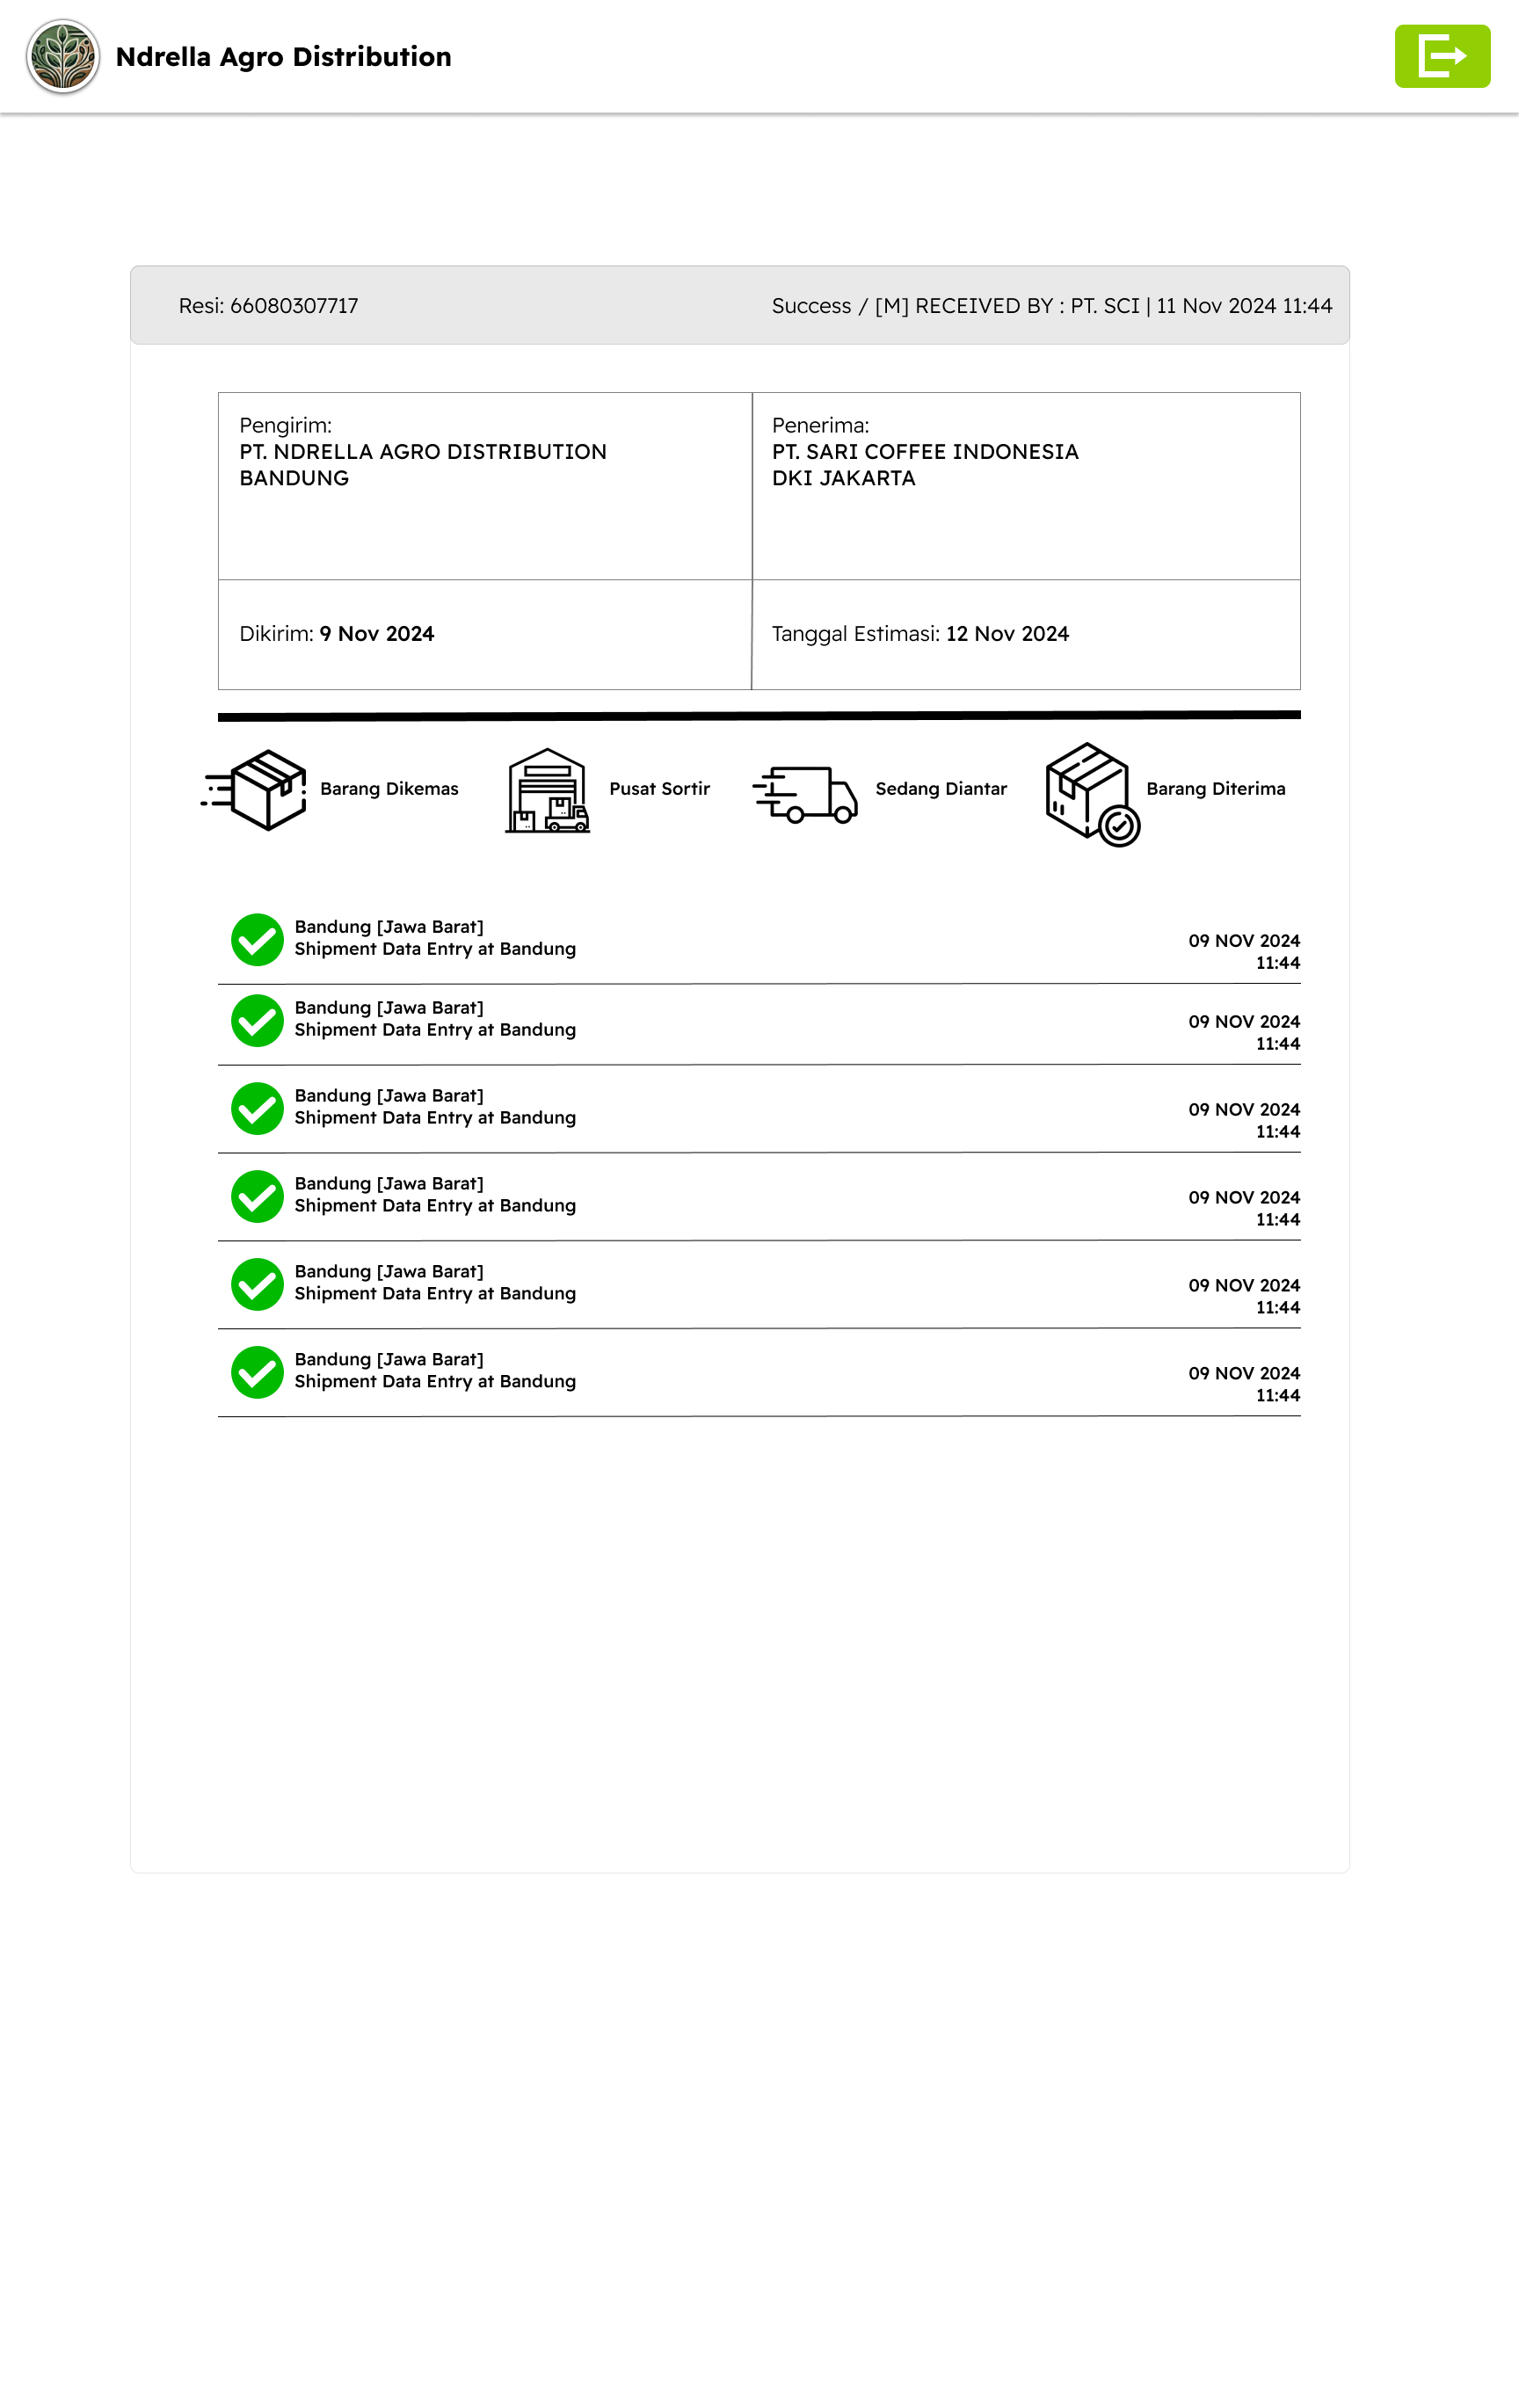 Ndrella Agro Distribution
Resi: 66080307717
Success / [M] RECEIVED BY : PT. SCI | 11 Nov 2024 11:44
Pengirim:
PT. NDRELLA AGRO DISTRIBUTION
BANDUNG
Penerima:
PT. SARI COFFEE INDONESIA
DKI JAKARTA
Dikirim: 9 Nov 2024
Tanggal Estimasi: 12 Nov 2024
Barang Dikemas
Pusat Sortir
Sedang Diantar
Barang Diterima
Bandung [Jawa Barat]
Shipment Data Entry at Bandung
09 NOV 2024
11:44
Bandung [Jawa Barat]
Shipment Data Entry at Bandung
09 NOV 2024
11:44
Bandung [Jawa Barat]
Shipment Data Entry at Bandung
09 NOV 2024
11:44
Bandung [Jawa Barat]
Shipment Data Entry at Bandung
09 NOV 2024
11:44
Bandung [Jawa Barat]
Shipment Data Entry at Bandung
09 NOV 2024
11:44
Bandung [Jawa Barat]
Shipment Data Entry at Bandung
09 NOV 2024
11:44